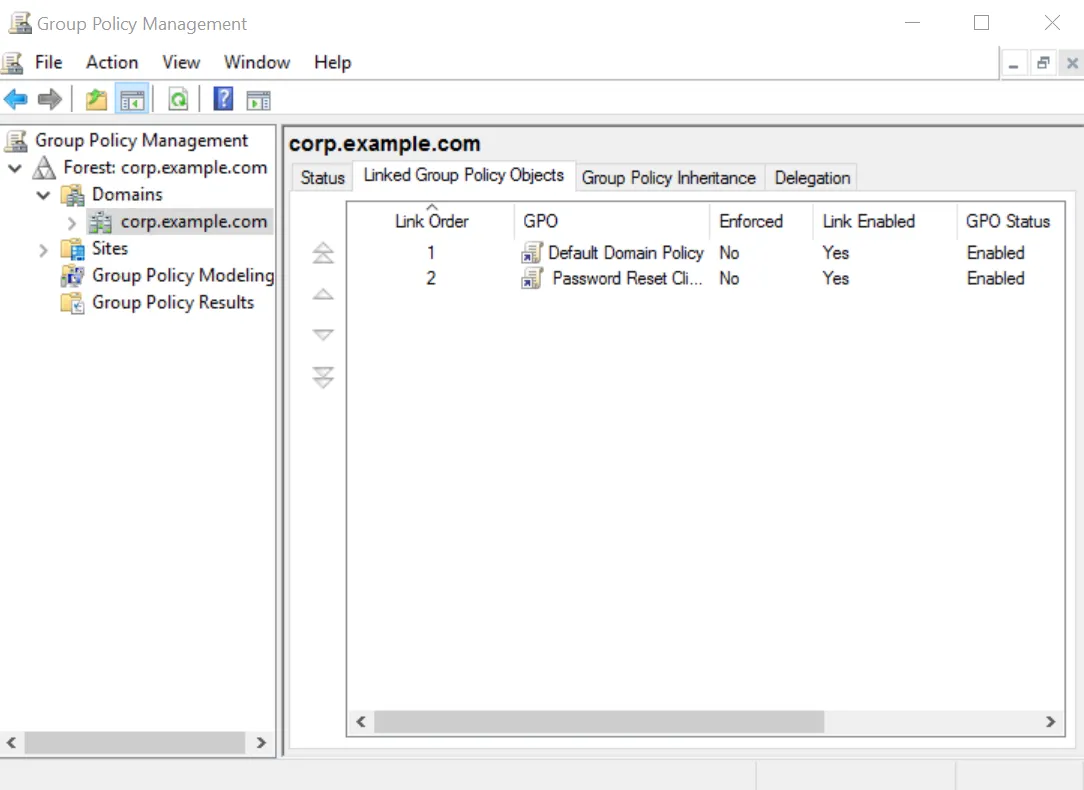 Group Policy Management
File Action View Window Help
Group Policy Management
Forest: corp.example.com
Domains
corp.example.com
Sites
Group Policy Modeling
Group Policy Results
corp.example.com
Status Linked Group Policy Objects Group Policy Inheritance Delegation
Link Order GPO Enforced Link Enabled GPO Status
1 Default Domain Policy No Yes Enabled
2 Password Reset Cli... No Yes Enabled